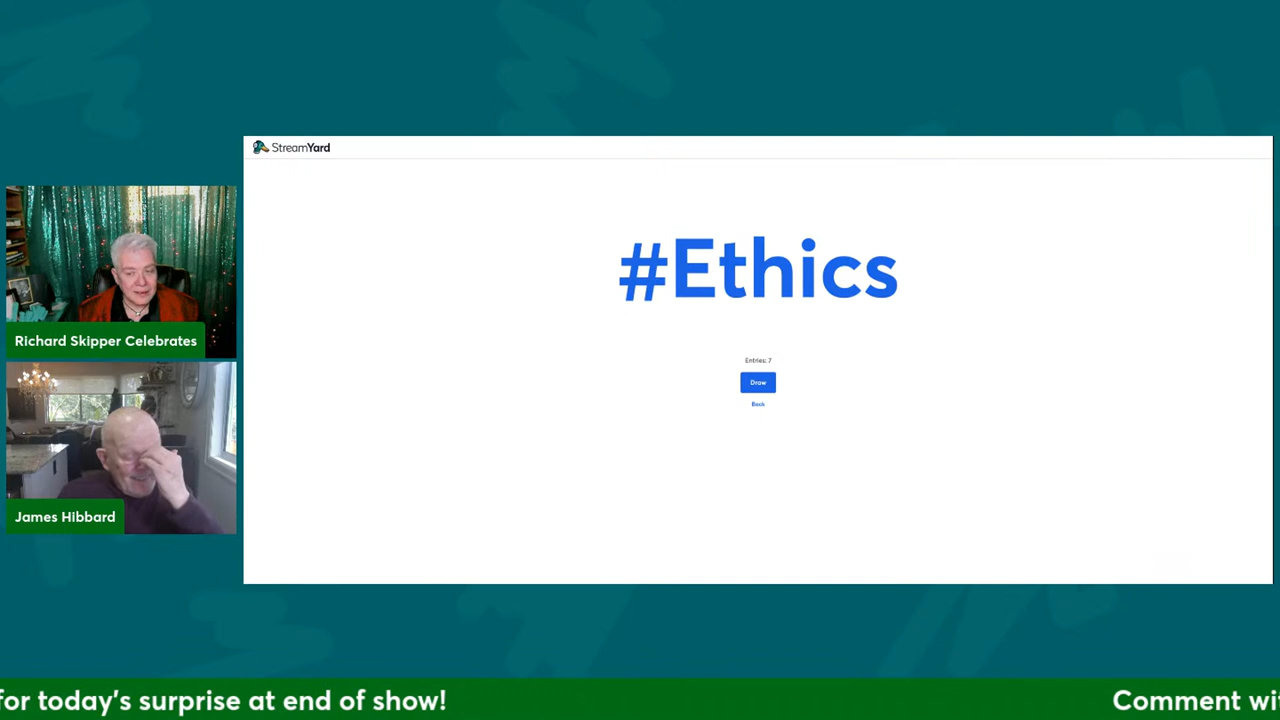 StreamYard
#Ethics
Entries: 7
Draw
Back
Richard Skipper Celebrates
James Hibbard
for today's surprise at end of show!
Comment wit